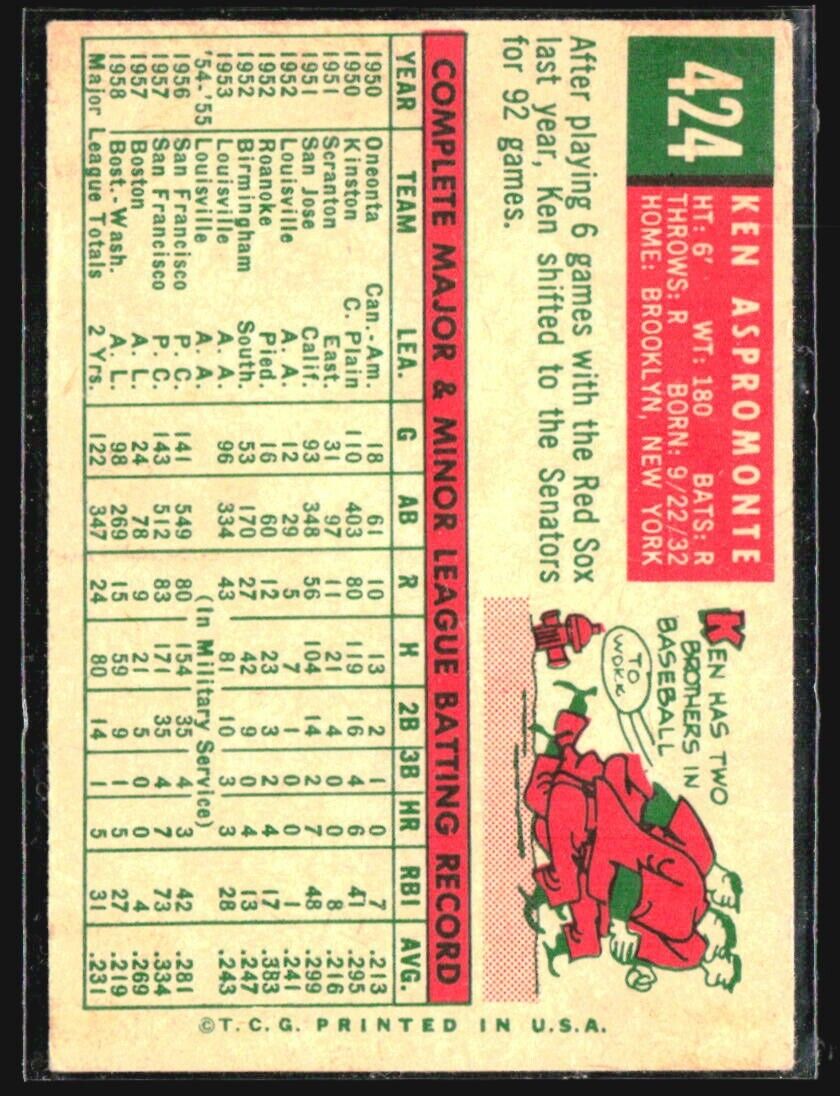 424
KEN ASPROMONTE
HT: 6' WT: 180 BATS: R
THROWS: R BORN: 9/22/32
HOME: BROOKLYN, NEW YORK
After playing 6 games with the Red Sox
last year, Ken shifted to the Senators
for 92 games.
KEN HAS TWO
BROTHERS IN
BASEBALL
TO
WORK
COMPLETE MAJOR & MINOR LEAGUE BATTING RECORD
YEAR TEAM LEA. G AB R H 2B 3B HR RBI AVG.
1950 Oneonta Can.-Am. 18 61 10 13 2 1 0 7 .213
1950 Kinston C. Plain 110 403 80 119 16 4 6 41 .295
1951 Scranton East. 31 97 11 21 4 0 0 8 .216
1951 San Jose Calif. 93 348 56 104 14 2 7 48 .299
1952 Louisville A. A. 12 29 5 7 1 0 0 1 .241
1952 Roanoke Pied. 16 60 12 23 3 2 4 17 .383
1952 Birmingham South. 53 170 27 42 9 0 4 13 .247
1953 Louisville A. A. 96 334 43 81 10 3 3 28 .243
'54-'55 Louisville A. A. (In Military Service)
1956 San Francisco P. C. 141 549 80 154 35 4 3 42 .281
1957 San Francisco P. C. 143 512 83 171 35 4 7 73 .334
1957 Boston A. L. 24 78 9 21 5 0 0 4 .269
1958 Bost.-Wash. A. L. 98 269 15 59 9 1 5 27 .219
Major League Totals 2 Yrs. 122 347 24 80 14 1 5 31 .231
©T.C.G. PRINTED IN U.S.A.